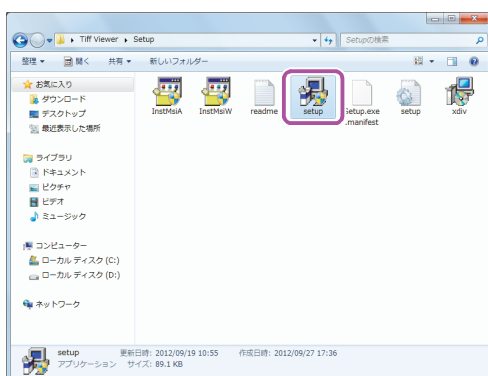 Tiff Viewer Setup
Setupの検索
整理 開く 共有 新しいフォルダー
お気に入り
ダウンロード
デスクトップ
最近表示した場所
ライブラリ
ドキュメント
ピクチャ
ビデオ
ミュージック
コンピューター
ローカル ディスク (C:)
ローカル ディスク (D:)
ネットワーク
InstMsiA InstMsiW readme setup Setup.exe setup xdiv
.manifest
setup 更新日時: 2012/09/19 10:55 作成日時: 2012/09/27 17:36
アプリケーション サイズ: 89.1 KB